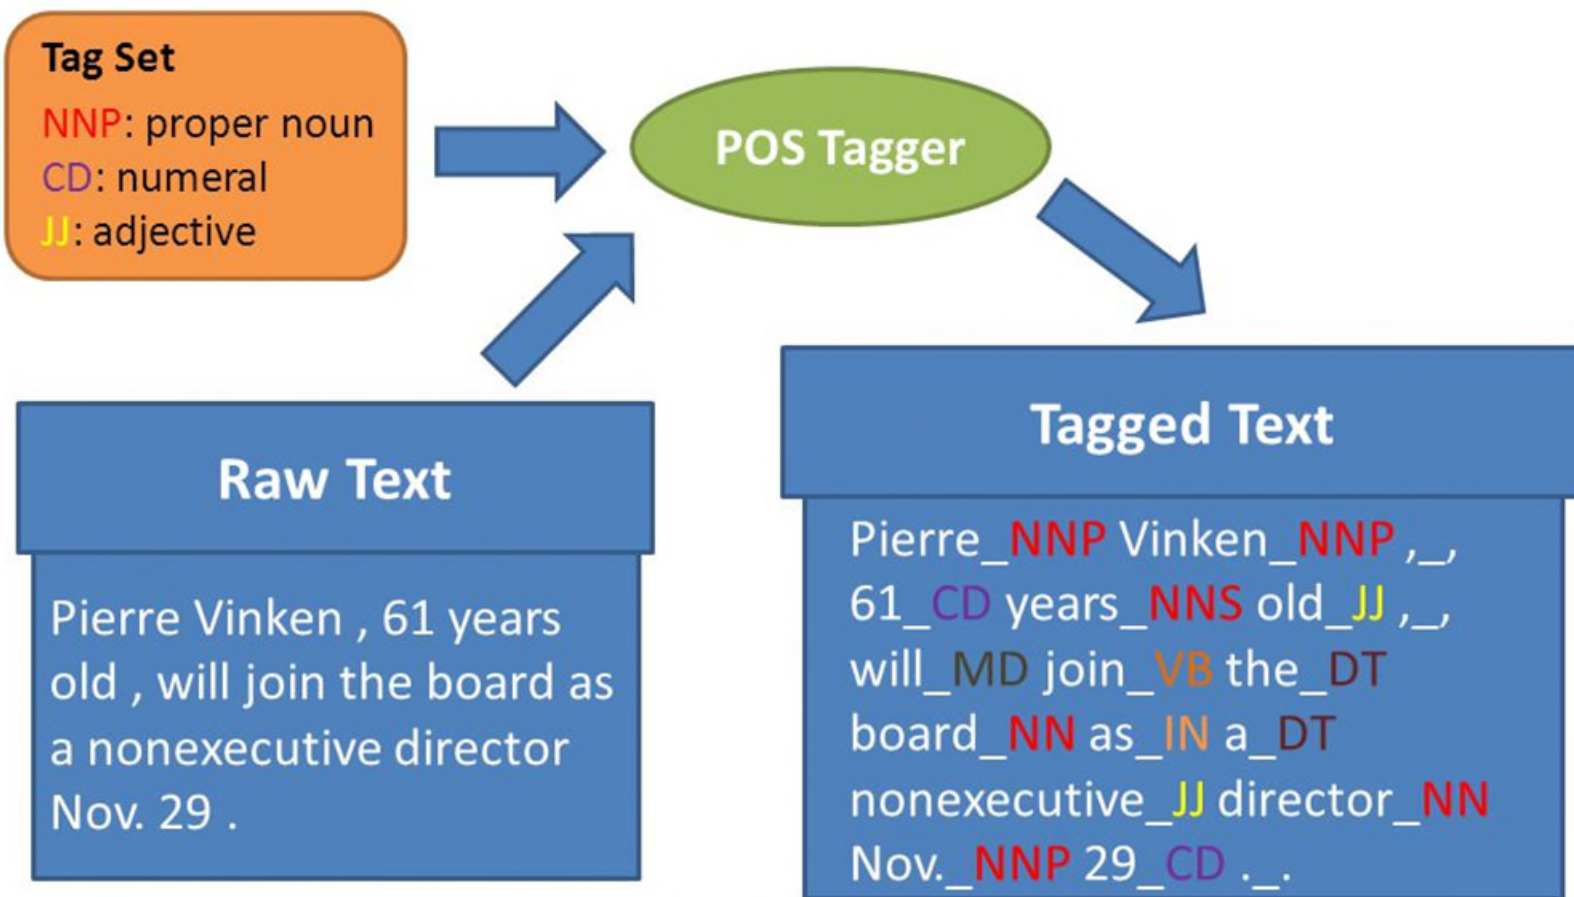 Tag Set
NNP: proper noun
CD: numeral
JJ: adjective
POS Tagger
Raw Text
Pierre Vinken , 61 years
old , will join the board as
a nonexecutive director
Nov. 29 .
Tagged Text
Pierre_NNP Vinken_NNP ,_,
61_CD years_NNS old_JJ ,_,
will_MD join_VB the_DT
board_NN as_IN a_DT
nonexecutive_JJ director_NN
Nov._NNP 29_CD ._.